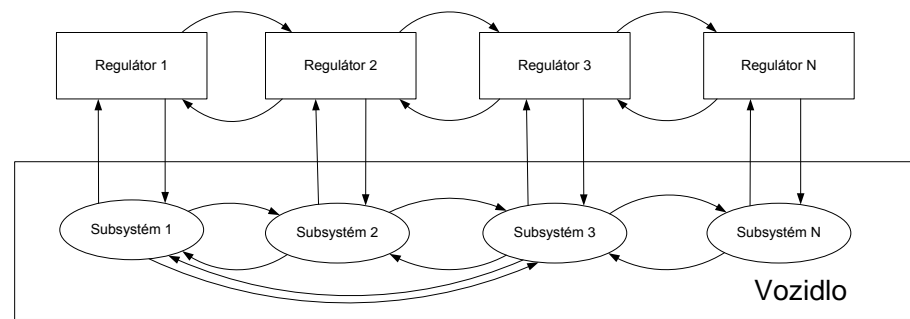 Regulátor 1
Regulátor 2
Regulátor 3
Regulátor N
Subsystém 1
Subsystém 2
Subsystém 3
Subsystém N
Vozidlo